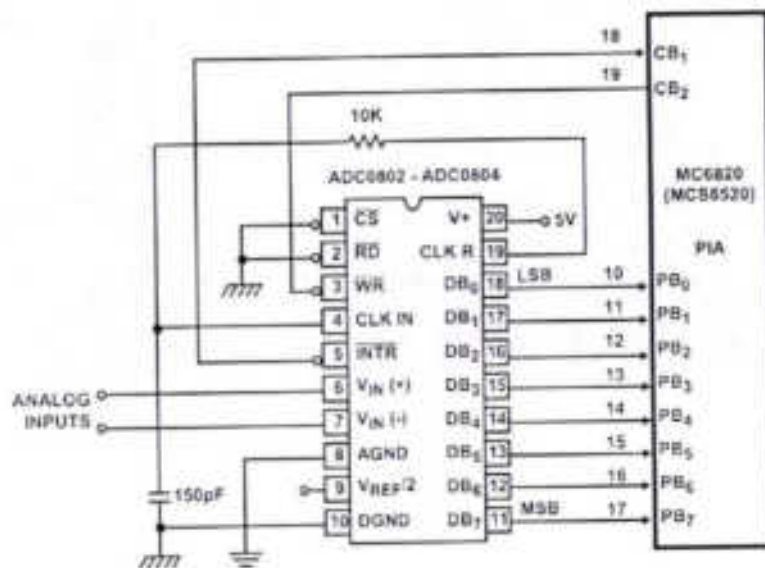 18
CB1
19
CB2
10K
MC6820
(MCS6520)
PIA
ADC0802 - ADC0804
1 CS V+ 20 5V
2 RD CLK R 19
3 WR DB0 18 LSB 10 PB0
4 CLK IN DB1 17 11 PB1
5 INTR DB2 16 12 PB2
6 VIN (+) DB3 15 13 PB3
ANALOG
INPUTS
7 VIN (-) DB4 14 14 PB4
8 AGND DB5 13 15 PB5
150pF
9 VREF/2 DB6 12 16 PB6
10 DGND DB7 11 MSB 17 PB7